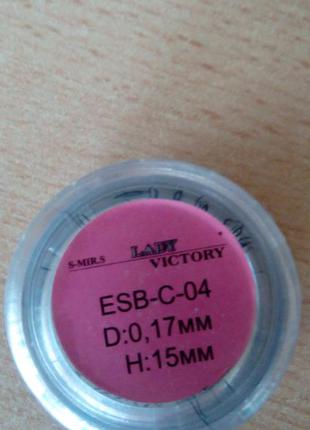 S-MIR.S LADY VICTORY
ESB-C-04
D:0,17мм
H:15мм